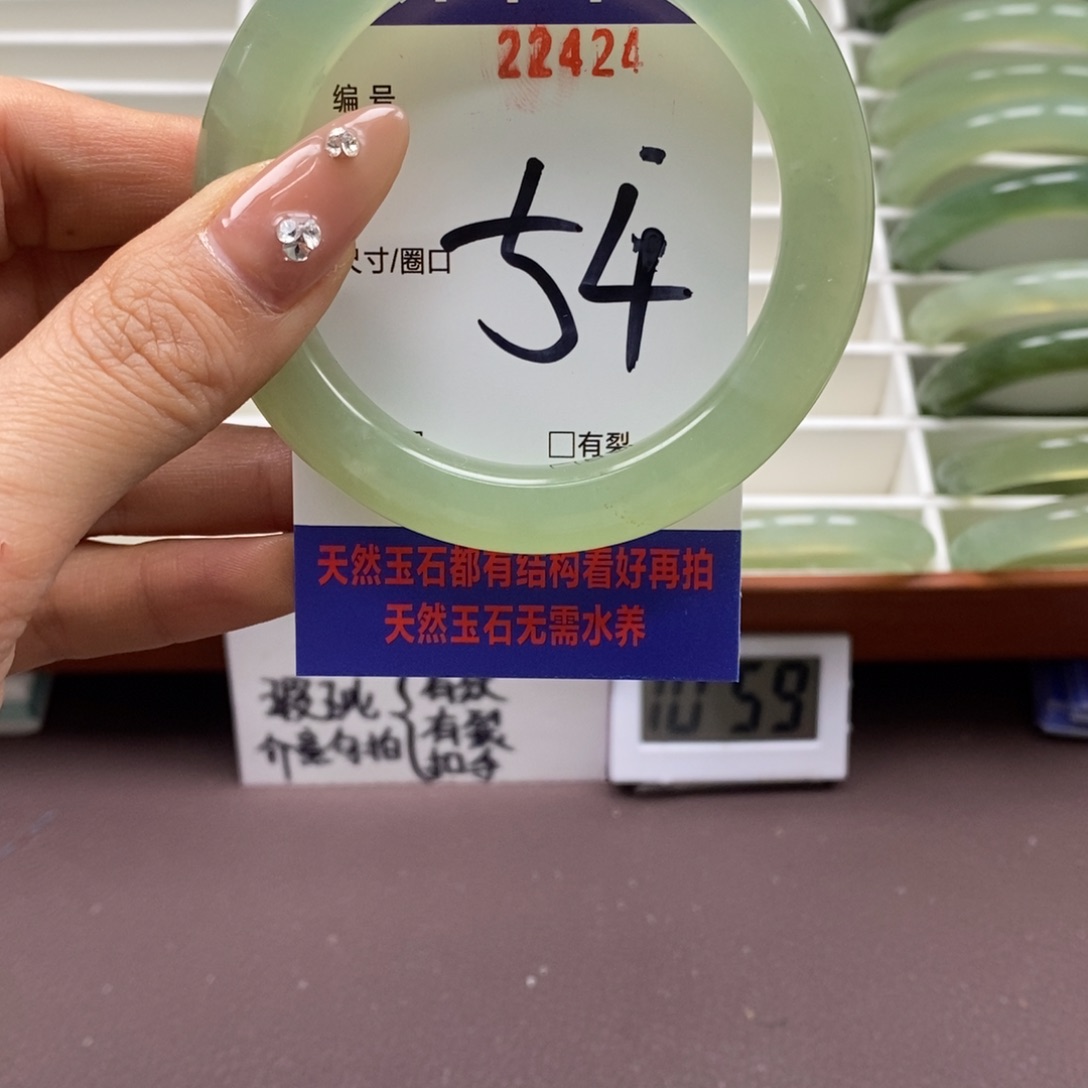 22424
编号
54
尺寸/圈口
□有裂
天然玉石都有结构看好再拍
天然玉石无需水养
瑕玼 有纹
介意勿拍 有裂
扣手
10 59